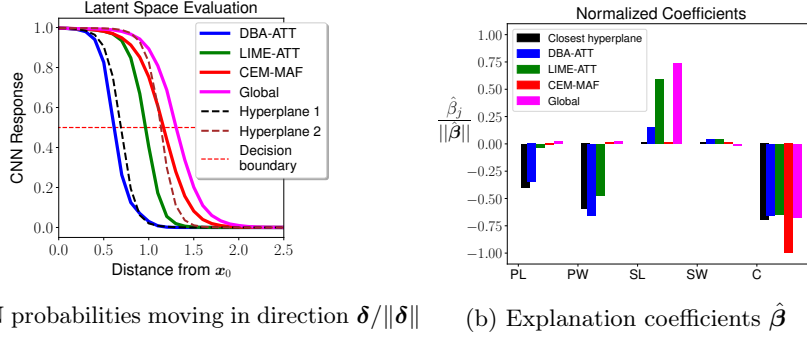 Latent Space Evaluation
CNN Response
1.0
0.8
0.6
0.4
0.2
0.0
0.0 0.5 1.0 1.5 2.0 2.5
Distance from x₀
DBA-ATT
LIME-ATT
CEM-MAF
Global
Hyperplane 1
Hyperplane 2
Decision
boundary
Normalized Coefficients
β̂ⱼ
||β̂||
1.00
0.75
0.50
0.25
0.00
−0.25
−0.50
−0.75
−1.00
Closest hyperplane
DBA-ATT
LIME-ATT
CEM-MAF
Global
PL PW SL SW C
probabilities moving in direction δ/∥δ∥
(b) Explanation coefficients β̂